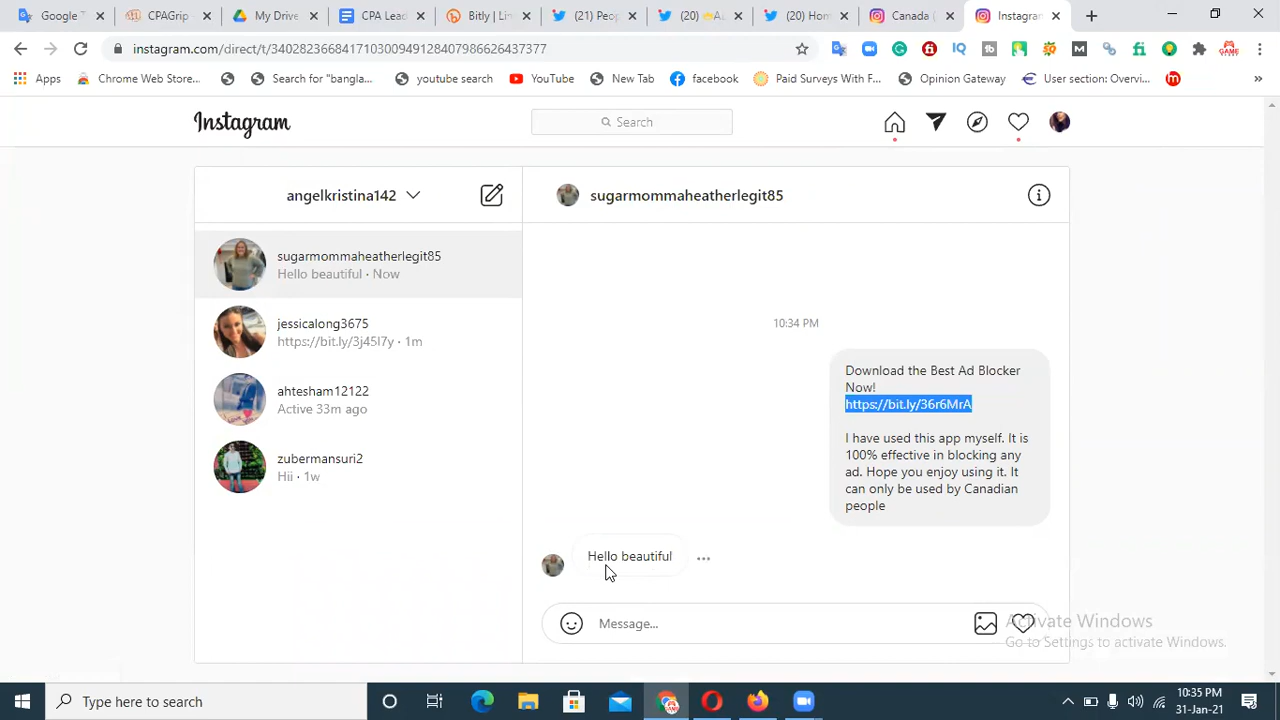 Google T
CPAGrip
My Drive
CPA Lead
Bitly | Lin
(21) Peop
(20)
Au
(20) Hom
Canada (
Instagram
instagram.com/direct/t/340282366841710300949128407986626437377
Apps
Chrome Web Store...
Search for "bangla...
youtube search
YouTube
New Tab
facebook
Paid Surveys With F...
Opinion Gateway
User section: Overvi...
»
Instagram
Search
angelkristina142
sugarmommaheatherlegit85
sugarmommaheatherlegit85
Hello beautiful · Now
jessicalong3675
https://bit.ly/3j45l7y · 1m
ahtesham12122
Active 33m ago
zubermansuri2
Hii · 1w
10:34 PM
Download the Best Ad Blocker
Now!
https://bit.ly/36r6MrA
I have used this app myself. It is
100% effective in blocking any
ad. Hope you enjoy using it. It
can only be used by Canadian
people
Hello beautiful
Message...
Activate Windows
Go to Settings to activate Windows.
Type here to search
10:35 PM
31-Jan-21